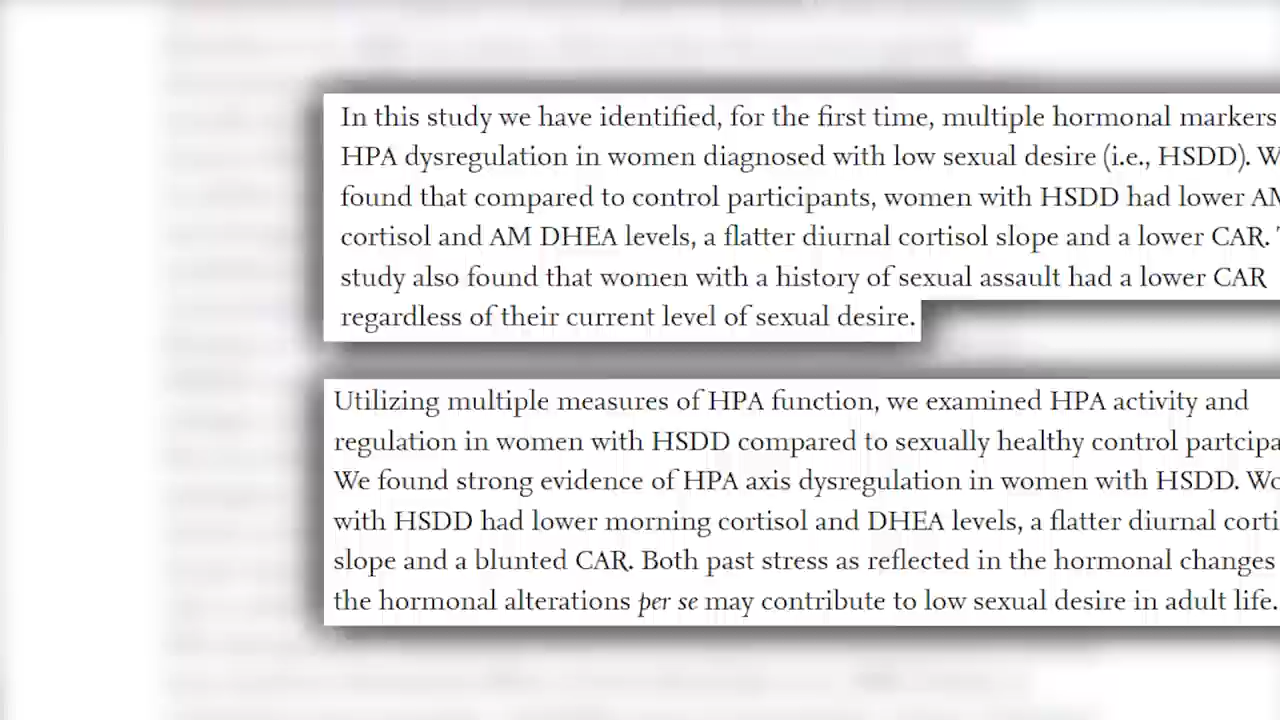 In this study we have identified, for the first time, multiple hormonal markers
HPA dysregulation in women diagnosed with low sexual desire (i.e., HSDD). W
found that compared to control participants, women with HSDD had lower AM
cortisol and AM DHEA levels, a flatter diurnal cortisol slope and a lower CAR.
study also found that women with a history of sexual assault had a lower CAR
regardless of their current level of sexual desire.
Utilizing multiple measures of HPA function, we examined HPA activity and
regulation in women with HSDD compared to sexually healthy control partcipa
We found strong evidence of HPA axis dysregulation in women with HSDD. Wo
with HSDD had lower morning cortisol and DHEA levels, a flatter diurnal corti
slope and a blunted CAR. Both past stress as reflected in the hormonal changes
the hormonal alterations per se may contribute to low sexual desire in adult life.